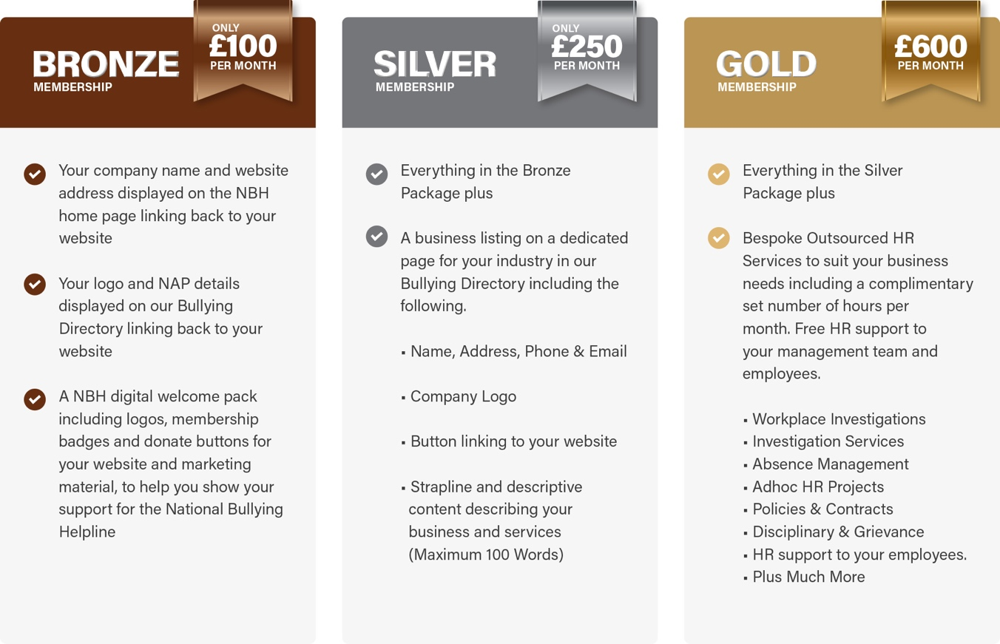 BRONZE
MEMBERSHIP
ONLY
£100
PER MONTH
Your company name and website
address displayed on the NBH
home page linking back to your
website
Your logo and NAP details
displayed on our Bullying
Directory linking back to your
website
A NBH digital welcome pack
including logos, membership
badges and donate buttons for
your website and marketing
material, to help you show your
support for the National Bullying
Helpline
SILVER
MEMBERSHIP
ONLY
£250
PER MONTH
Everything in the Bronze
Package plus
A business listing on a dedicated
page for your industry in our
Bullying Directory including the
following.
▪ Name, Address, Phone & Email
▪ Company Logo
▪ Button linking to your website
▪ Strapline and descriptive
content describing your
business and services
(Maximum 100 Words)
GOLD
MEMBERSHIP
£600
PER MONTH
Everything in the Silver
Package plus
Bespoke Outsourced HR
Services to suit your business
needs including a complimentary
set number of hours per
month. Free HR support to
your management team and
employees.
▪ Workplace Investigations
▪ Investigation Services
▪ Absence Management
▪ Adhoc HR Projects
▪ Policies & Contracts
▪ Disciplinary & Grievance
▪ HR support to your employees.
▪ Plus Much More